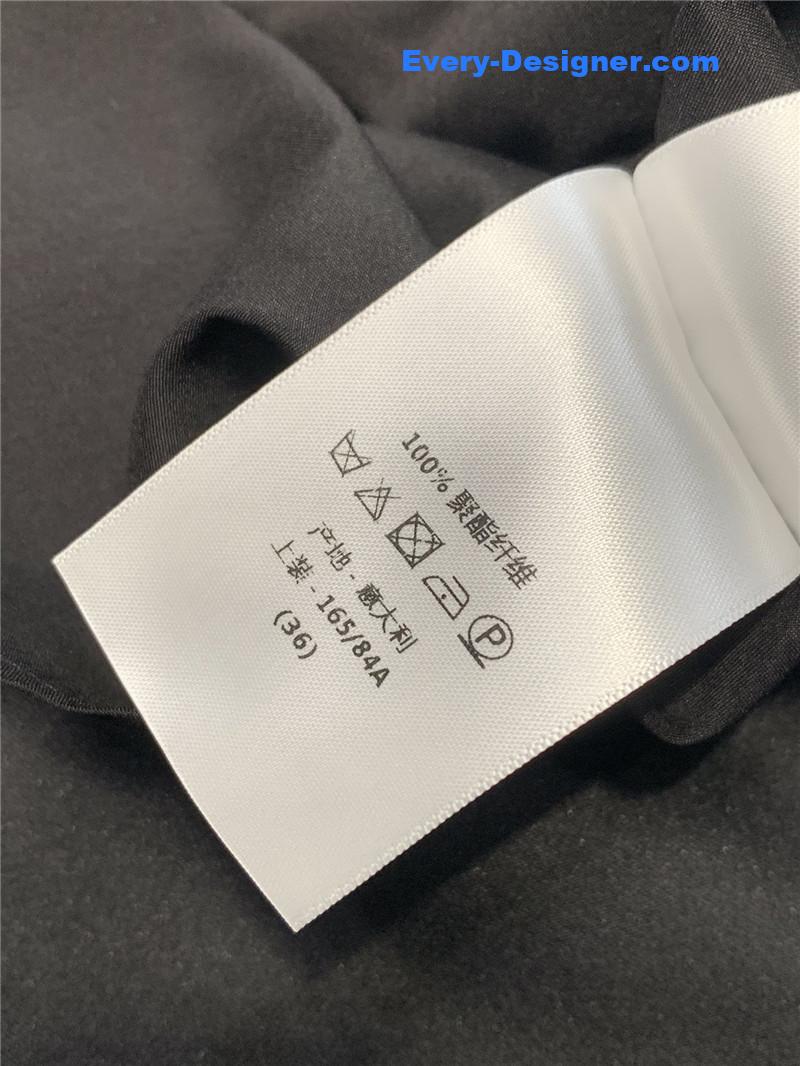 Every-Designer.com
100% 聚酯纤维
P
产地 - 意大利
上装 - 165/84A
(36)